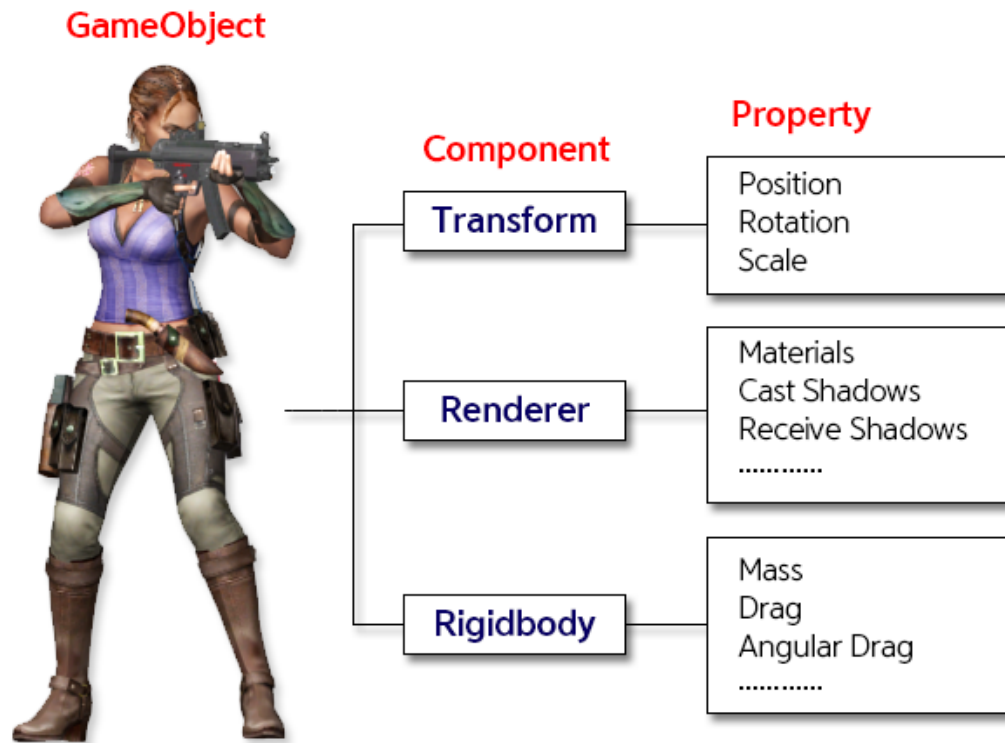 GameObject
Component
Property
Transform
Position
Rotation
Scale
Renderer
Materials
Cast Shadows
Receive Shadows
............
Rigidbody
Mass
Drag
Angular Drag
............